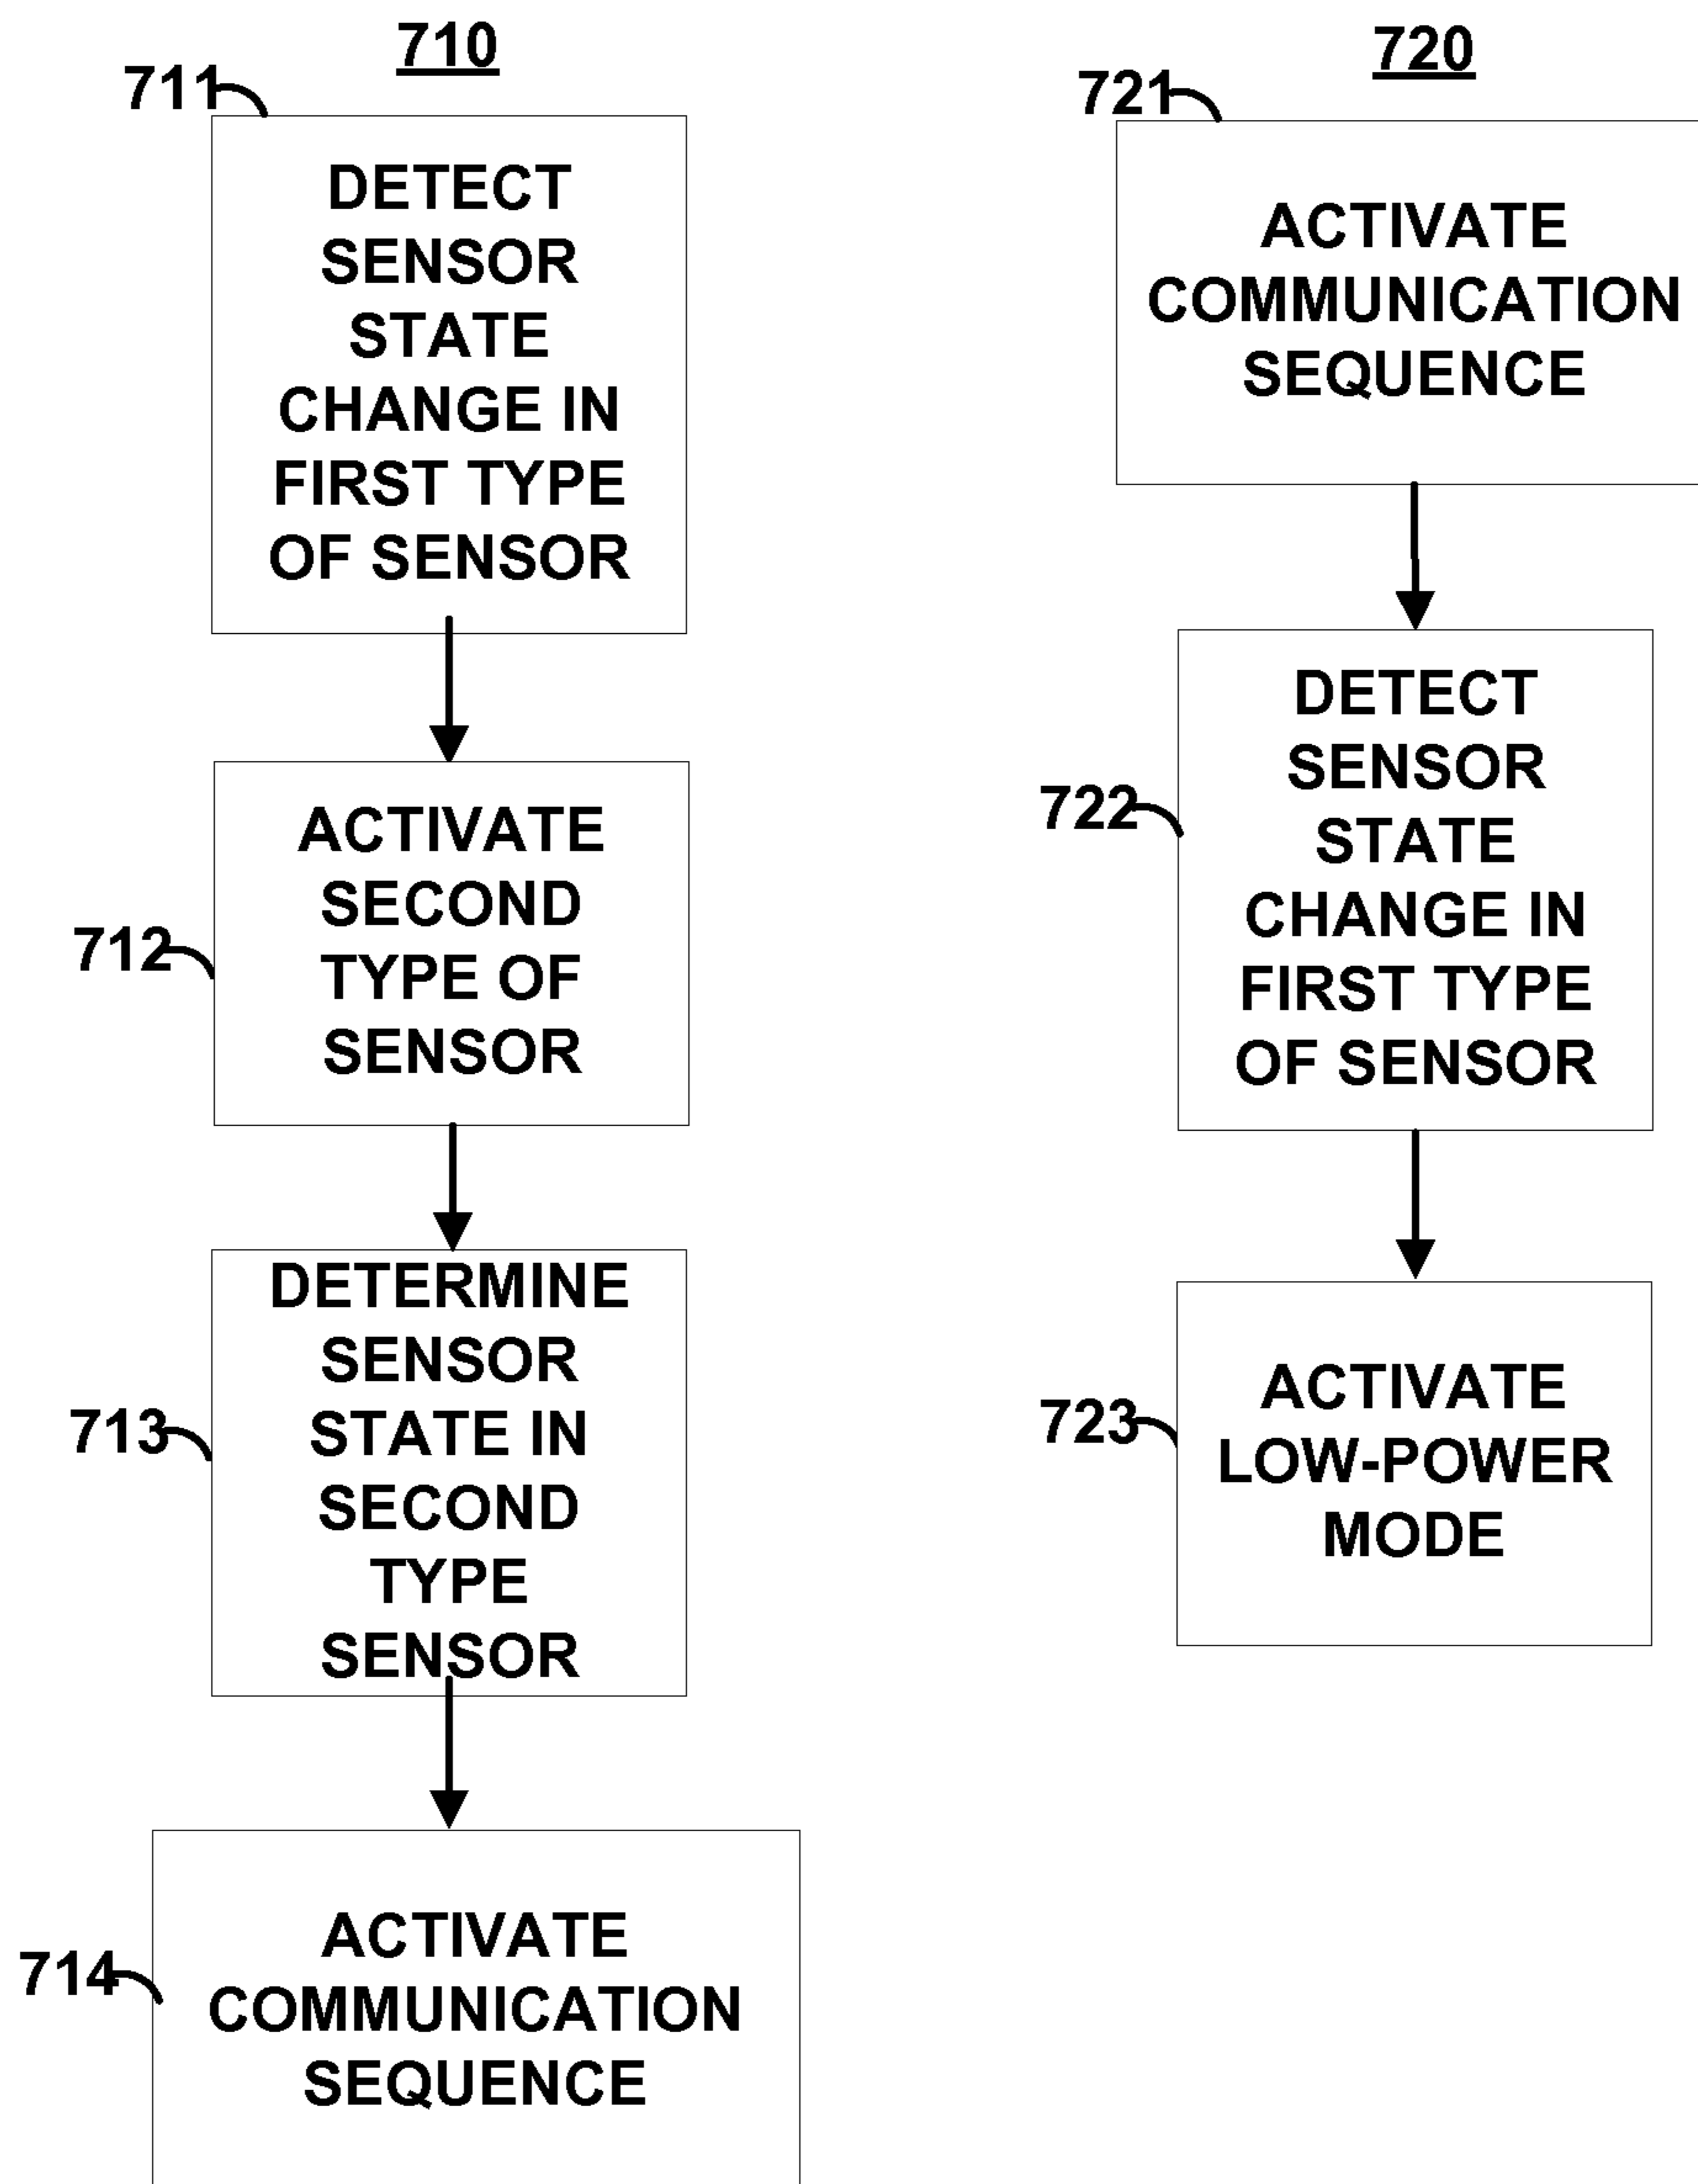 710
711
DETECT
SENSOR
STATE
CHANGE IN
FIRST TYPE
OF SENSOR
712
ACTIVATE
SECOND
TYPE OF
SENSOR
713
DETERMINE
SENSOR
STATE IN
SECOND
TYPE
SENSOR
714
ACTIVATE
COMMUNICATION
SEQUENCE
720
721
ACTIVATE
COMMUNICATION
SEQUENCE
722
DETECT
SENSOR
STATE
CHANGE IN
FIRST TYPE
OF SENSOR
723
ACTIVATE
LOW-POWER
MODE